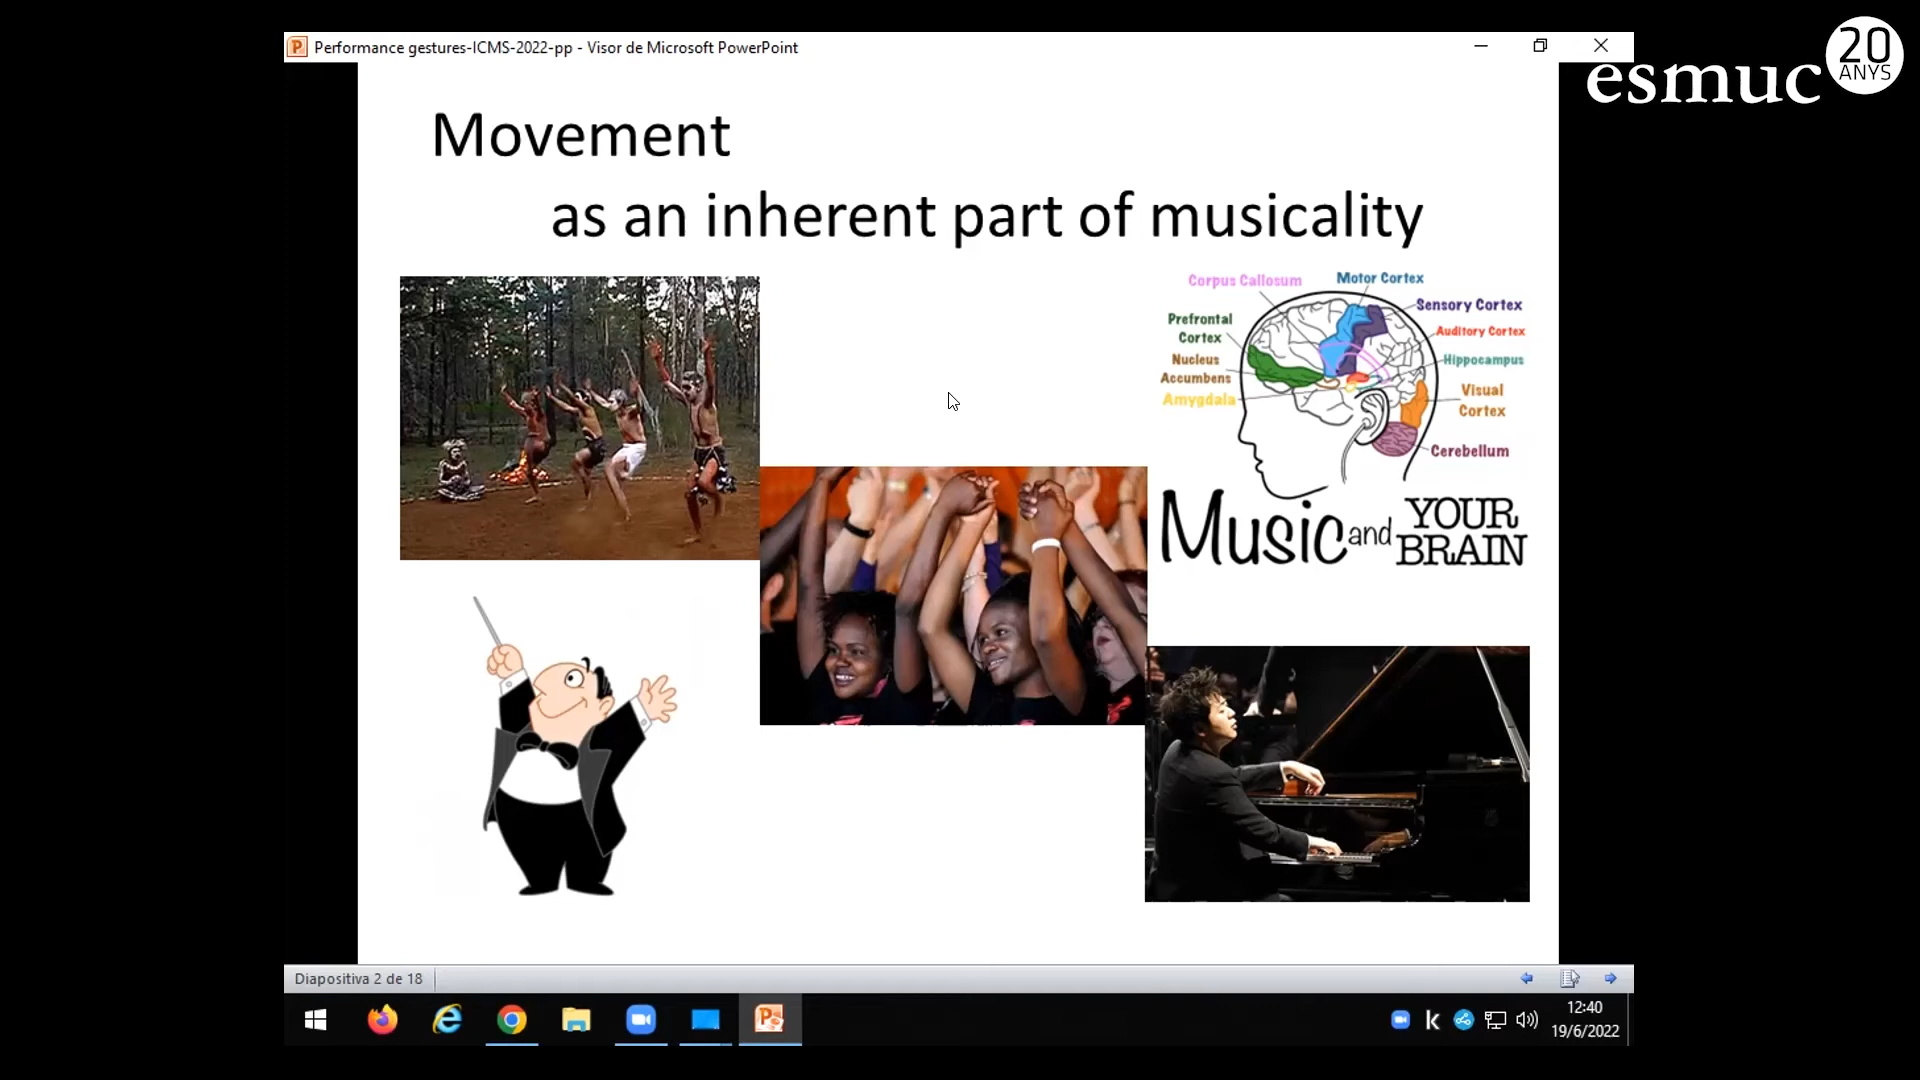 Performance gestures-ICMS-2022-pp - Visor de Microsoft PowerPoint
20
ANYS
esmuc
Movement
as an inherent part of musicality
Corpus Callosum
Motor Cortex
Sensory Cortex
Prefrontal
Cortex
Auditory Cortex
Nucleus
Accumbens
Hippocampus
Amygdala
Visual
Cortex
Cerebellum
Music and YOUR
BRAIN
Diapositiva 2 de 18
12:40
19/6/2022